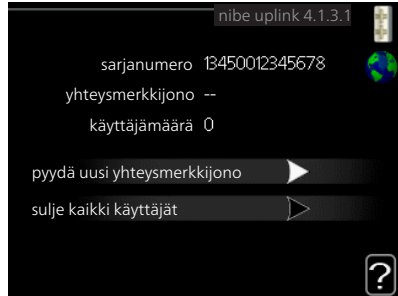 nibe uplink 4.1.3.1
sarjanumero 13450012345678
yhteysmerkkijono --
käyttäjämäärä 0
pyydä uusi yhteysmerkkijono
sulje kaikki käyttäjät
?